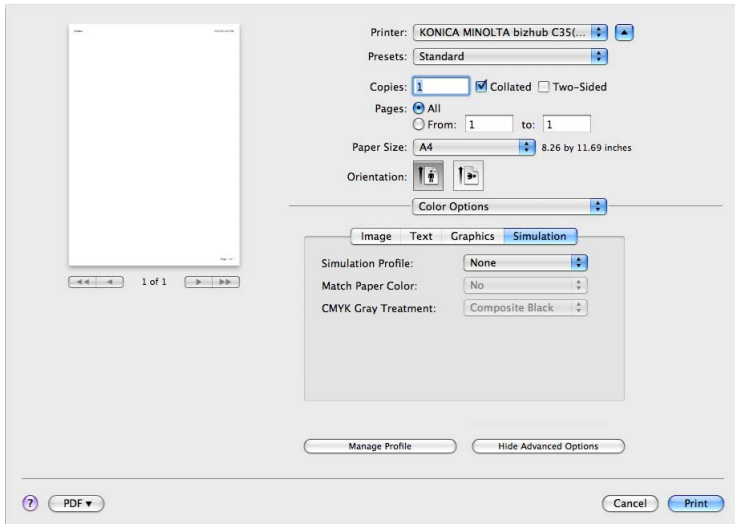 Printer: KONICA MINOLTA bizhub C35(...
Presets: Standard
Copies: 1 Collated Two-Sided
Pages: All
From: 1 to: 1
Paper Size: A4 8.26 by 11.69 inches
Orientation:
Color Options
Image Text Graphics Simulation
Simulation Profile: None
Match Paper Color: No
CMYK Gray Treatment: Composite Black
1 of 1
Manage Profile Hide Advanced Options
? PDF ▼ Cancel Print